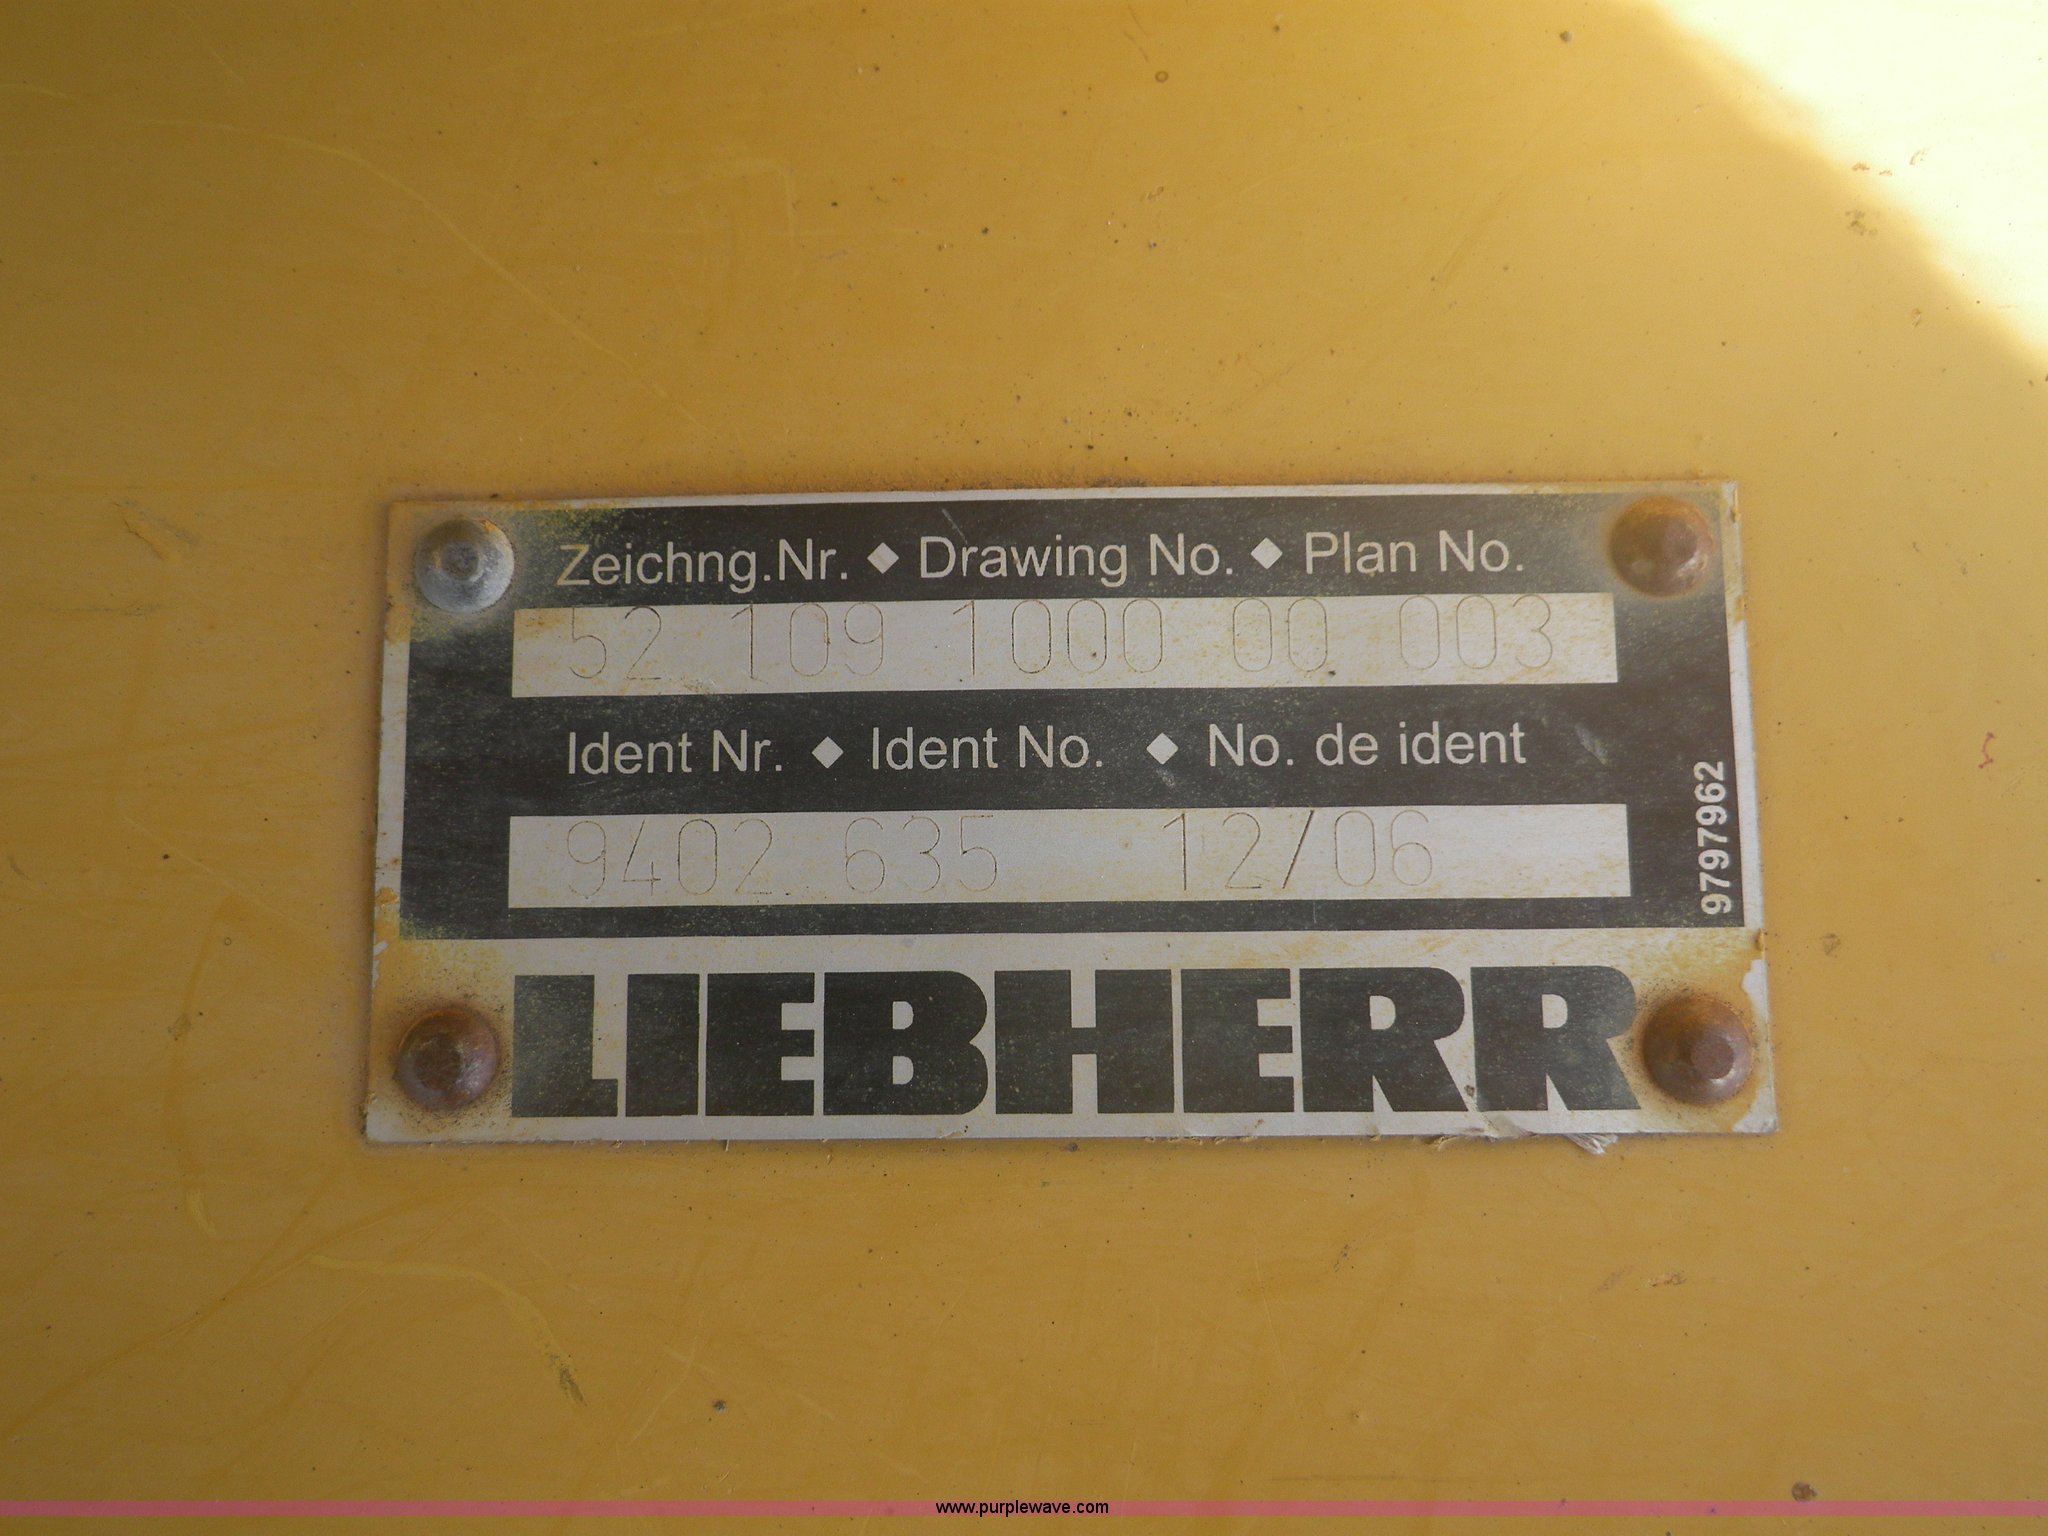 Zeichng.Nr. ◆ Drawing No. ◆ Plan No.
52 109 1000 00 003
Ident Nr. ◆ Ident No. ◆ No. de ident
9402 635 12/06
9797962
LIEBHERR
www.purplewave.com